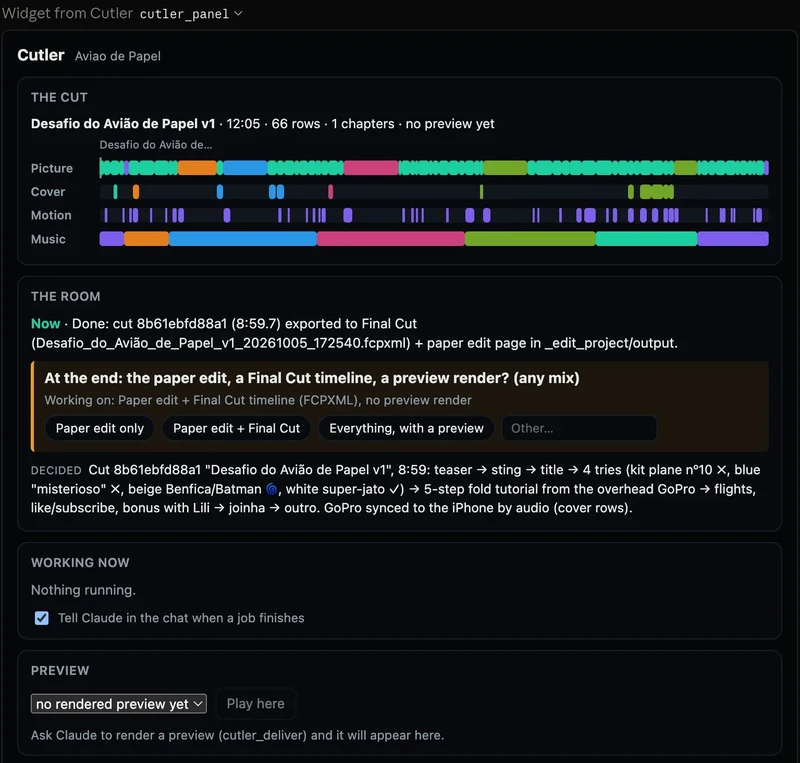 Widget from Cutler cutler_panel
Cutler Aviao de Papel
THE CUT
Desafio do Avião de Papel v1 · 12:05 · 66 rows · 1 chapters · no preview yet
Desafio do Avião de...
Picture
Cover
Motion
Music
THE ROOM
Now · Done: cut 8b61ebfd88a1 (8:59.7) exported to Final Cut
(Desafio_do_Avião_de_Papel_v1_20261005_172540.fcpxml) + paper edit page in _edit_project/output.
At the end: the paper edit, a Final Cut timeline, a preview render? (any mix)
Working on: Paper edit + Final Cut timeline (FCPXML), no preview render
Paper edit only Paper edit + Final Cut Everything, with a preview Other...
DECIDED Cut 8b61ebfd88a1 "Desafio do Avião de Papel v1", 8:59: teaser → sting → title → 4 tries (kit plane nº10 ✕, blue
"misterioso" ✕, beige Benfica/Batman 🌀, white super-jato ✓) → 5-step fold tutorial from the overhead GoPro → flights,
like/subscribe, bonus with Lili → joinha → outro. GoPro synced to the iPhone by audio (cover rows).
WORKING NOW
Nothing running.
Tell Claude in the chat when a job finishes
PREVIEW
no rendered preview yet Play here
Ask Claude to render a preview (cutler_deliver) and it will appear here.